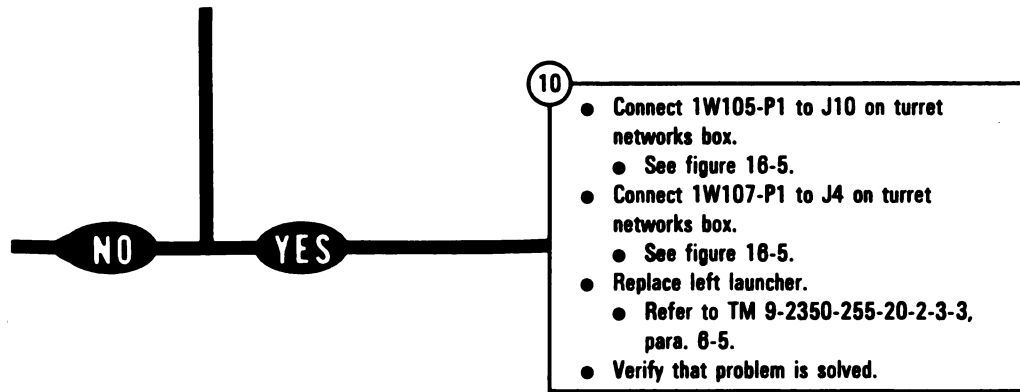 10
● Connect 1W105-P1 to J10 on turret
networks box.
● See figure 16-5.
● Connect 1W107-P1 to J4 on turret
networks box.
● See figure 16-5.
● Replace left launcher.
● Refer to TM 9-2350-255-20-2-3-3,
para. 6-5.
● Verify that problem is solved.
NO YES